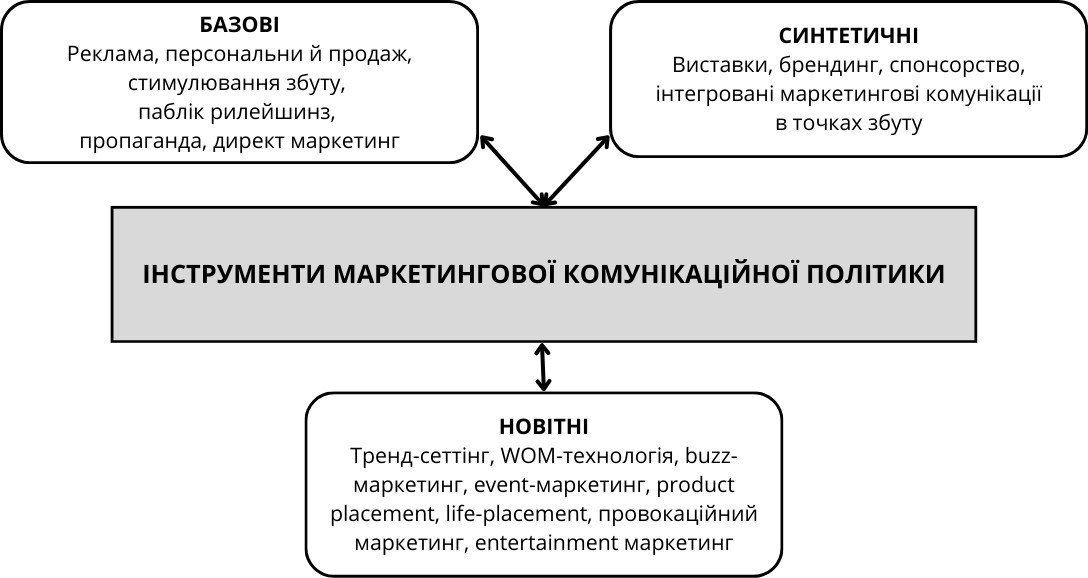 БАЗОВІ
Реклама, персональни й продаж,
стимулювання збуту,
паблік рилейшинз,
пропаганда, директ маркетинг
СИНТЕТИЧНІ
Виставки, брендинг, спонсорство,
інтегровані маркетингові комунікації
в точках збуту
ІНСТРУМЕНТИ МАРКЕТИНГОВОЇ КОМУНІКАЦІЙНОЇ ПОЛІТИКИ
НОВІТНІ
Тренд-сеттінг, WOM-технологія, buzz-
маркетинг, event-маркетинг, product
placement, life-placement, провокаційний
маркетинг, entertainment маркетинг